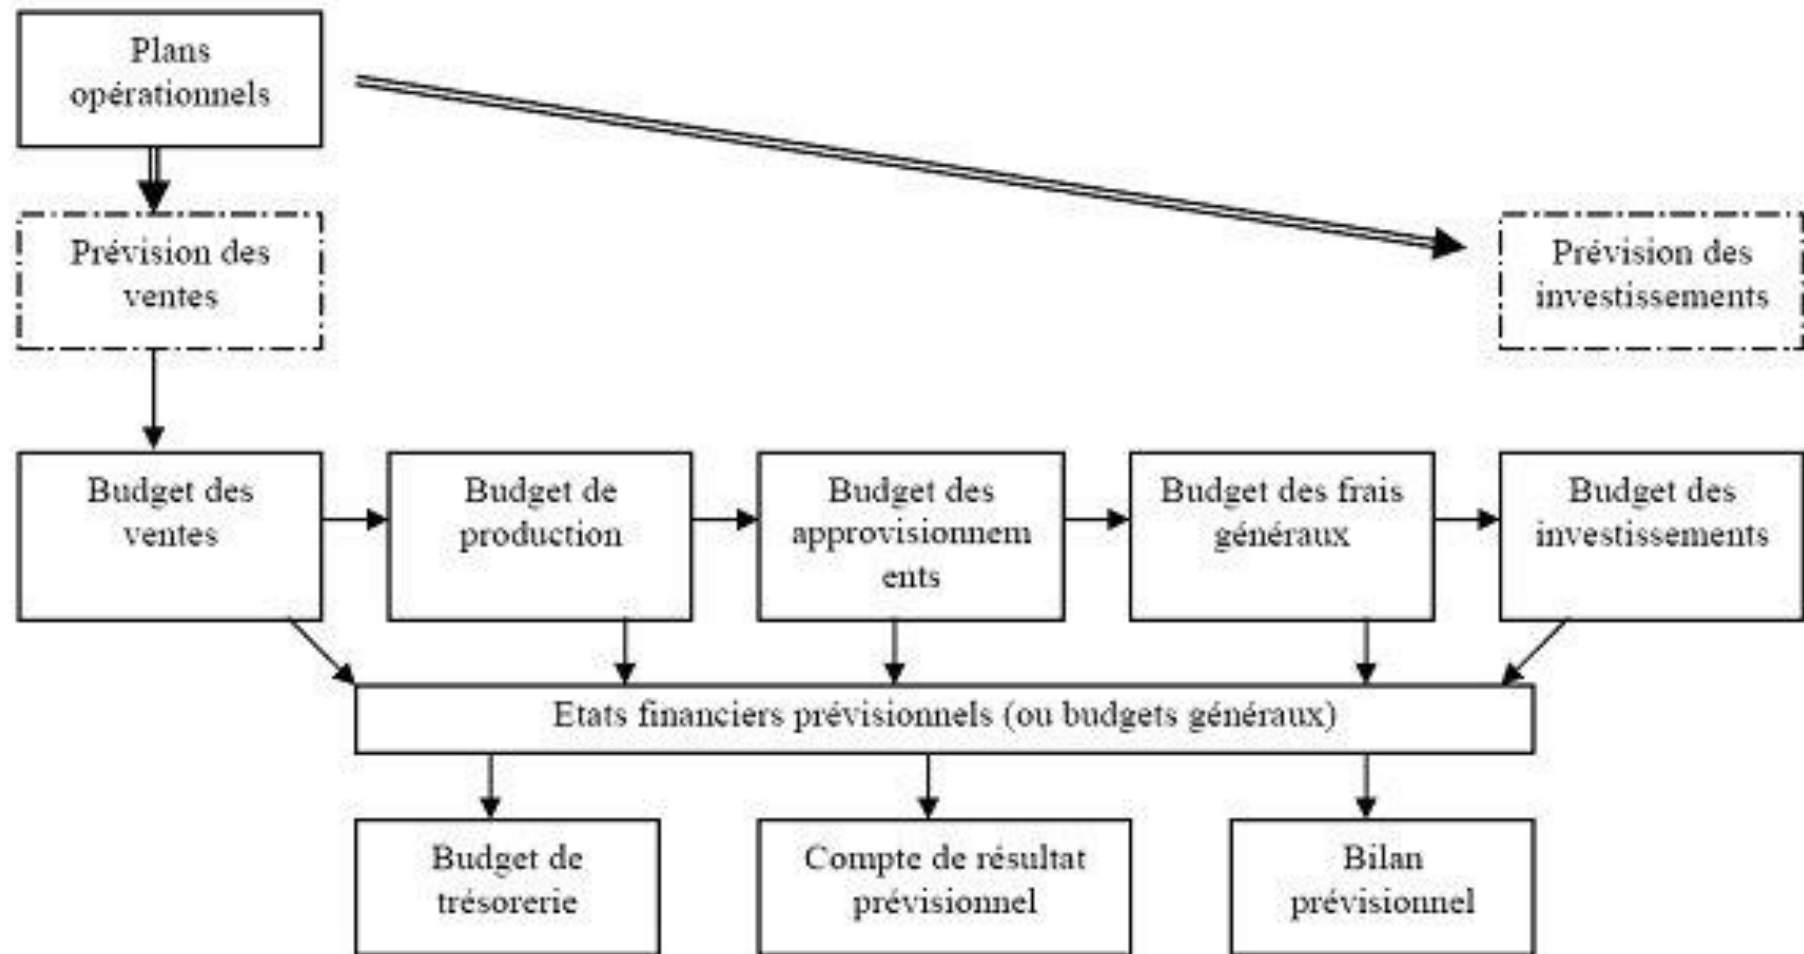 Plans
opérationnels
Prévision des
ventes
Prévision des
investissements
Budget des
ventes
Budget de
production
Budget des
approvisionnem
ents
Budget des frais
généraux
Budget des
investissements
Etats financiers prévisionnels (ou budgets généraux)
Budget de
trésorerie
Compte de résultat
prévisionnel
Bilan
prévisionnel